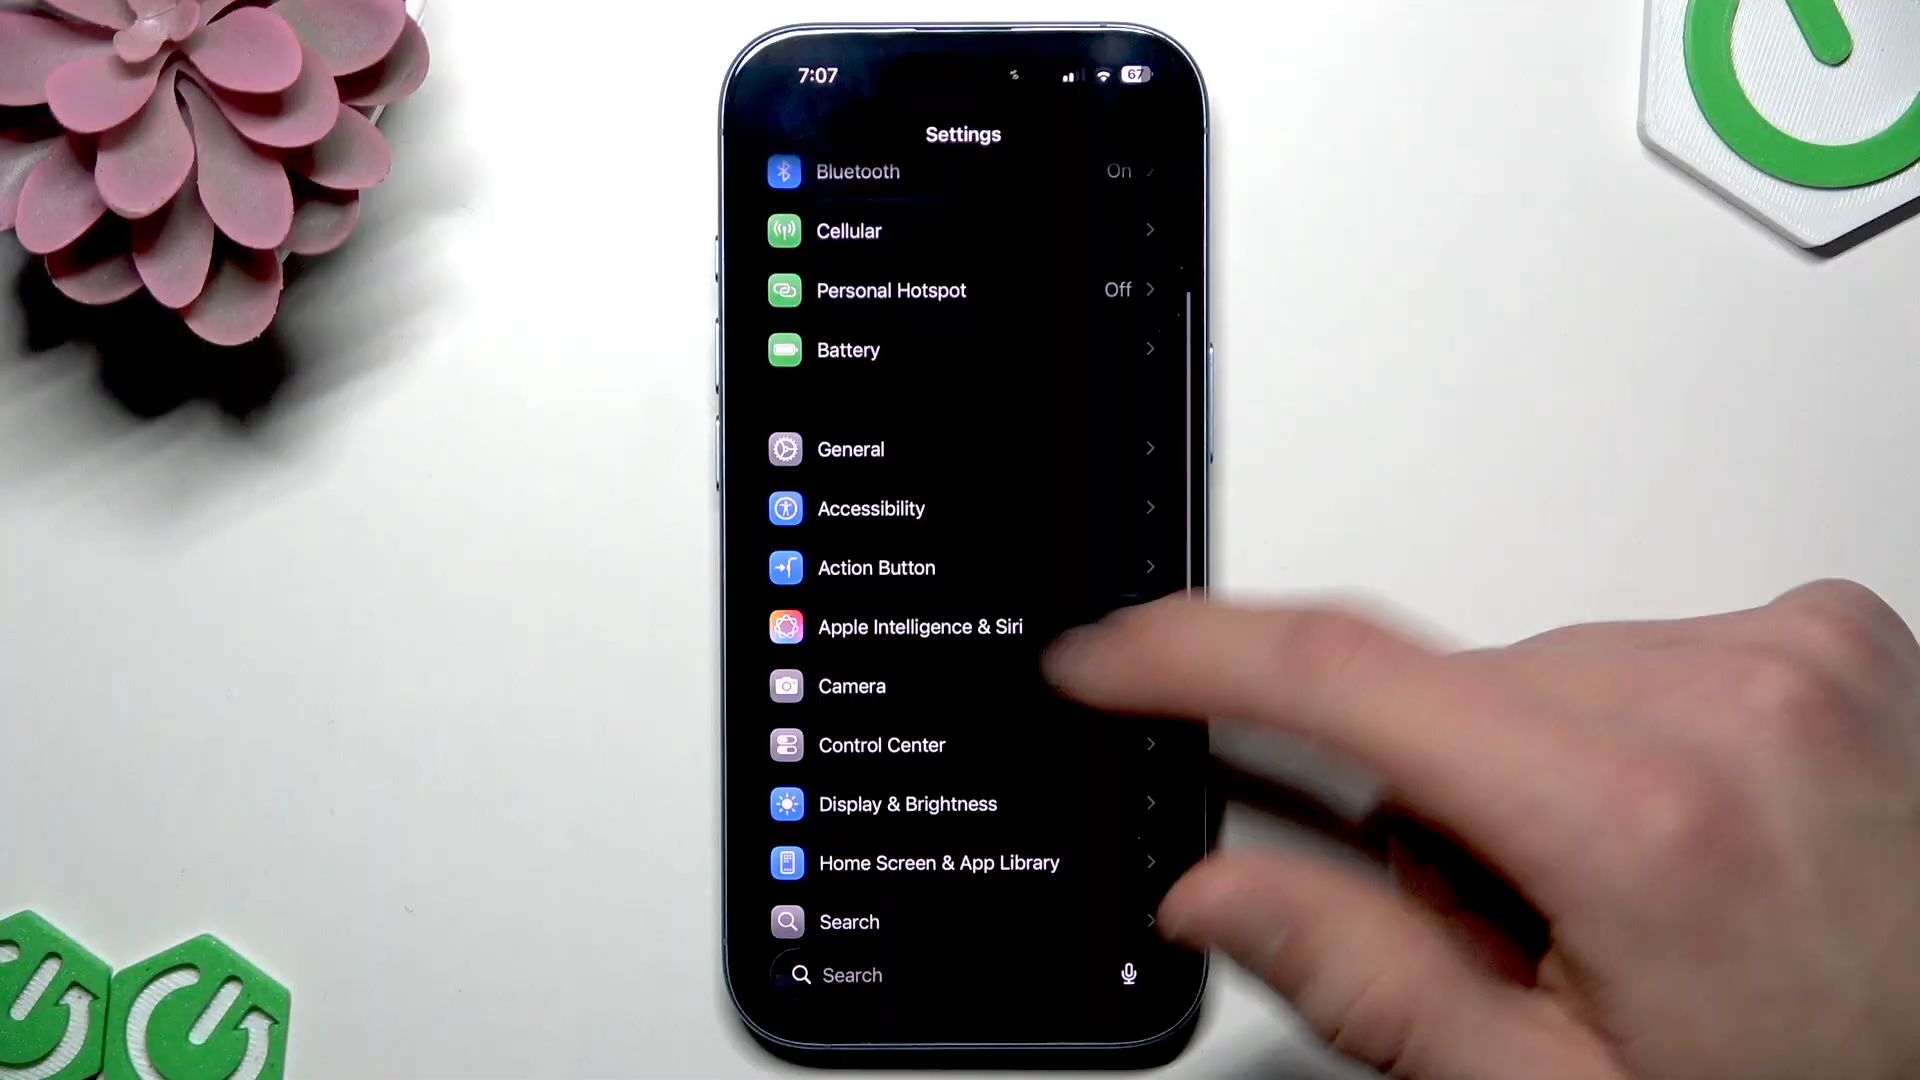 7:07
67
Settings
Bluetooth On
Cellular
Personal Hotspot Off
Battery
General
Accessibility
Action Button
Apple Intelligence & Siri
Camera
Control Center
Display & Brightness
Home Screen & App Library
Search
Search